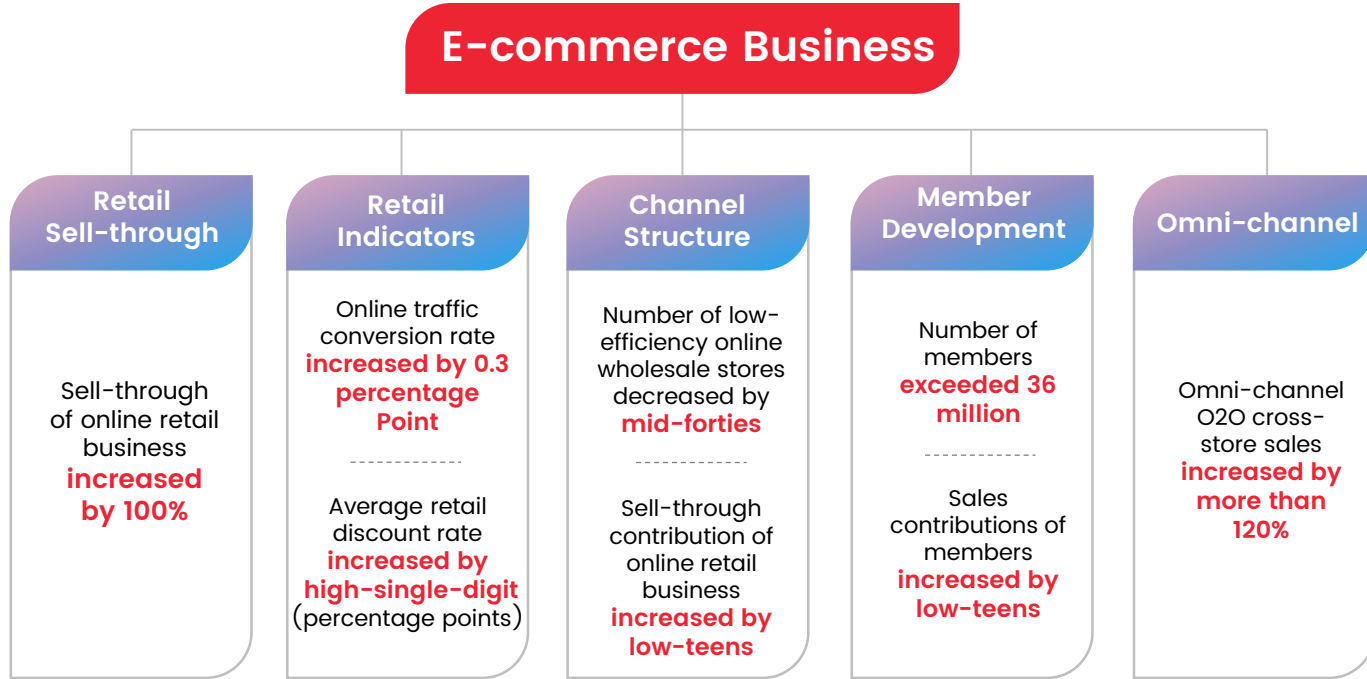 E-commerce Business
Retail
Sell-through
Sell-through
of online retail
business
increased
by 100%
Retail
Indicators
Online traffic
conversion rate
increased by 0.3
percentage
Point
Average retail
discount rate
increased by
high-single-digit
(percentage points)
Channel
Structure
Number of low-
efficiency online
wholesale stores
decreased by
mid-forties
Sell-through
contribution of
online retail
business
increased by
low-teens
Member
Development
Number of
members
exceeded 36
million
Sales
contributions of
members
increased by
low-teens
Omni-channel
Omni-channel
O2O cross-
store sales
increased by
more than
120%